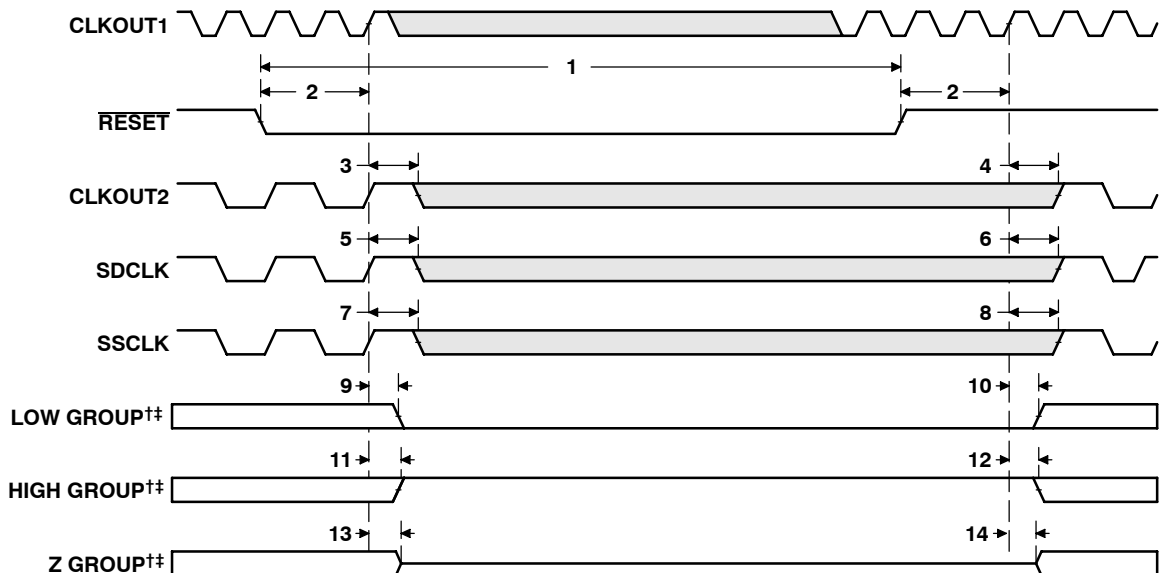 CLKOUT1
1
2 2
RESET
3 4
CLKOUT2
5 6
SDCLK
7 8
SSCLK
9 10
LOW GROUP†‡
11 12
HIGH GROUP†‡
13 14
Z GROUP†‡